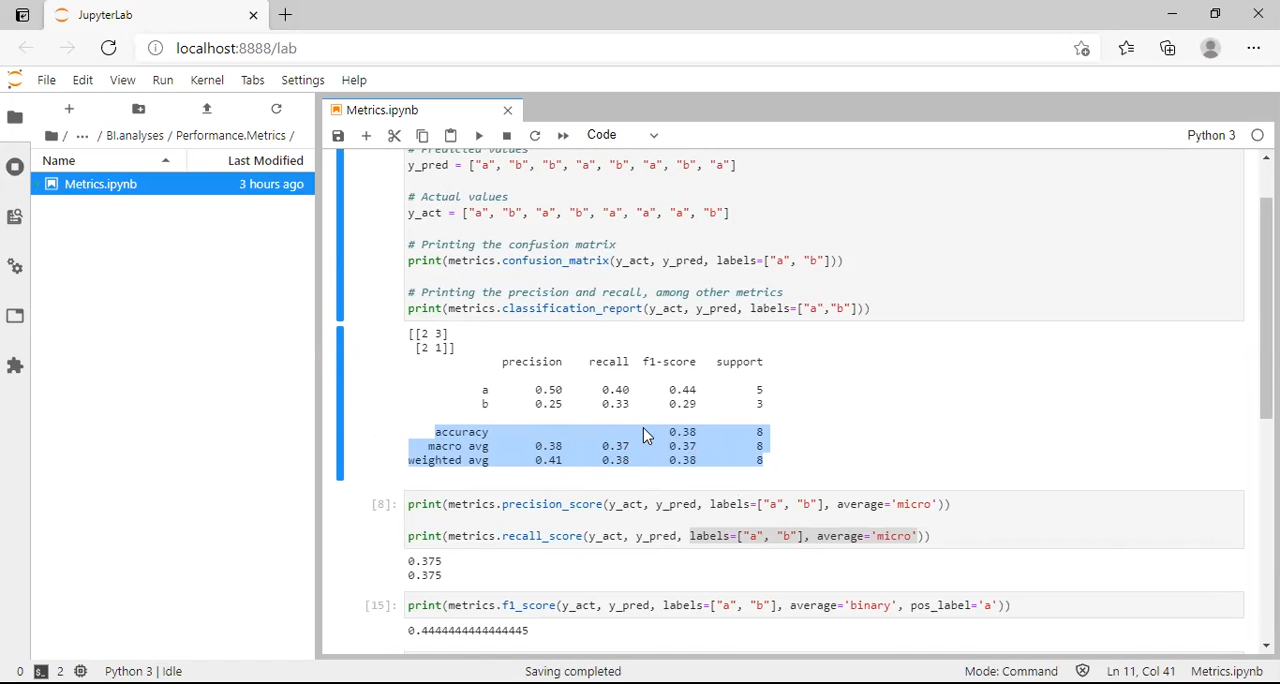 JupyterLab
localhost:8888/lab
File Edit View Run Kernel Tabs Settings Help
/ ··· / BI.analyses / Performance.Metrics /
Name Last Modified
Metrics.ipynb 3 hours ago
Metrics.ipynb
Code
Python 3
# Predicted values
y_pred = ["a", "b", "b", "a", "b", "a", "b", "a"]
# Actual values
y_act = ["a", "b", "a", "b", "a", "a", "a", "b"]
# Printing the confusion matrix
print(metrics.confusion_matrix(y_act, y_pred, labels=["a", "b"]))
# Printing the precision and recall, among other metrics
print(metrics.classification_report(y_act, y_pred, labels=["a","b"]))
[[2 3]
[2 1]]
precision recall f1-score support
a 0.50 0.40 0.44 5
b 0.25 0.33 0.29 3
accuracy 0.38 8
macro avg 0.38 0.37 0.37 8
weighted avg 0.41 0.38 0.38 8
[8]: print(metrics.precision_score(y_act, y_pred, labels=["a", "b"], average='micro'))
print(metrics.recall_score(y_act, y_pred, labels=["a", "b"], average='micro'))
0.375
0.375
[15]: print(metrics.f1_score(y_act, y_pred, labels=["a", "b"], average='binary', pos_label='a'))
0.4444444444444445
0 2 Python 3 | Idle Saving completed Mode: Command Ln 11, Col 41 Metrics.ipynb